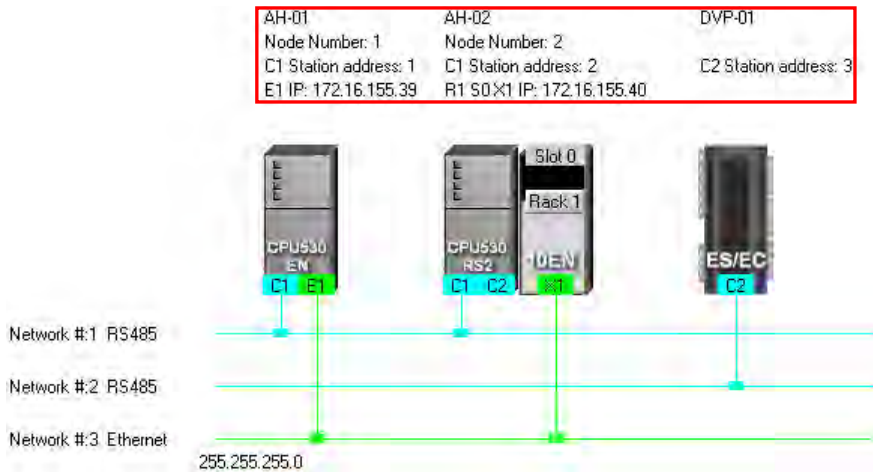 AH-01 AH-02 DVP-01
Node Number: 1 Node Number: 2
C1 Station address: 1 C1 Station address: 2 C2 Station address: 3
E1 IP: 172.16.155.39 R1 S0 X1 IP: 172.16.155.40
Slot 0
Rack 1
CPU530 EN
C1 E1
CPU530 RS2
C1 C2
10EN
X1
ES/EC
C2
Network #:1 RS485
Network #:2 RS485
Network #:3 Ethernet
255.255.255.0